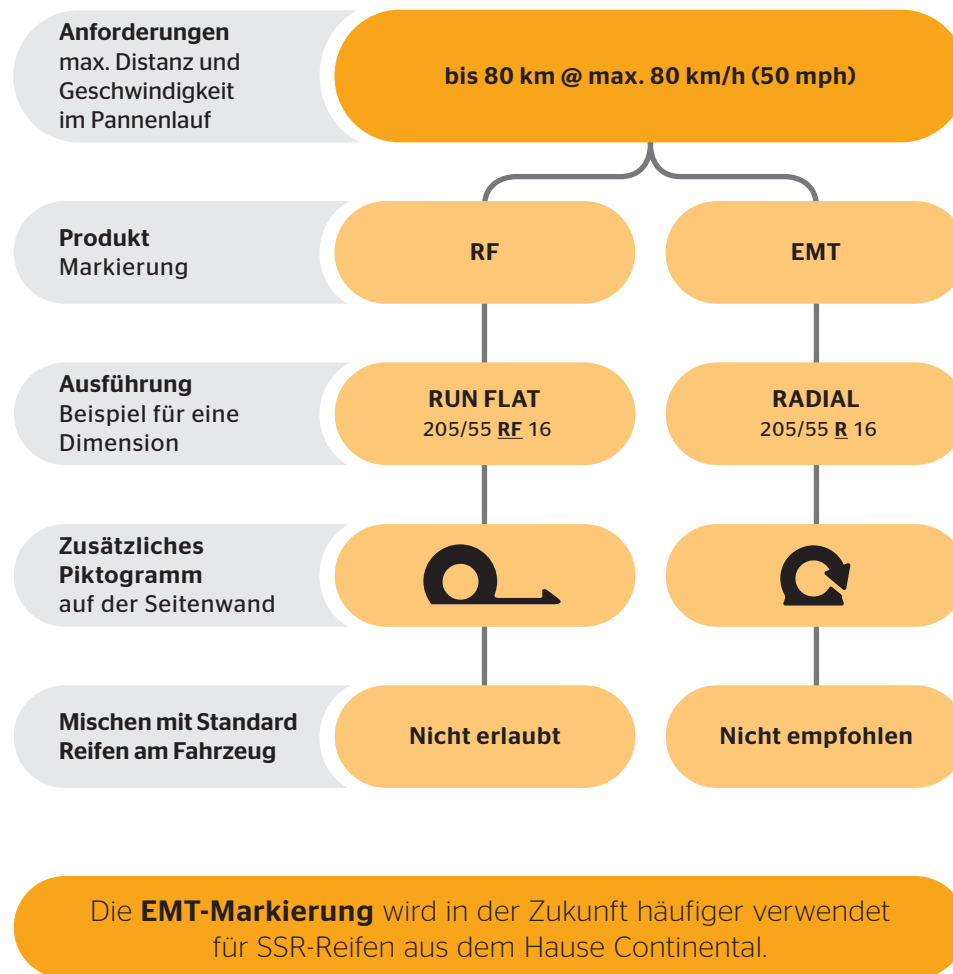 Anforderungen
max. Distanz und
Geschwindigkeit
im Pannenlauf
bis 80 km @ max. 80 km/h (50 mph)
Produkt
Markierung
RF
EMT
Ausführung
Beispiel für eine
Dimension
RUN FLAT
205/55 RF 16
RADIAL
205/55 R 16
Zusätzliches
Piktogramm
auf der Seitenwand
Mischen mit Standard
Reifen am Fahrzeug
Nicht erlaubt
Nicht empfohlen
Die EMT-Markierung wird in der Zukunft häufiger verwendet
für SSR-Reifen aus dem Hause Continental.